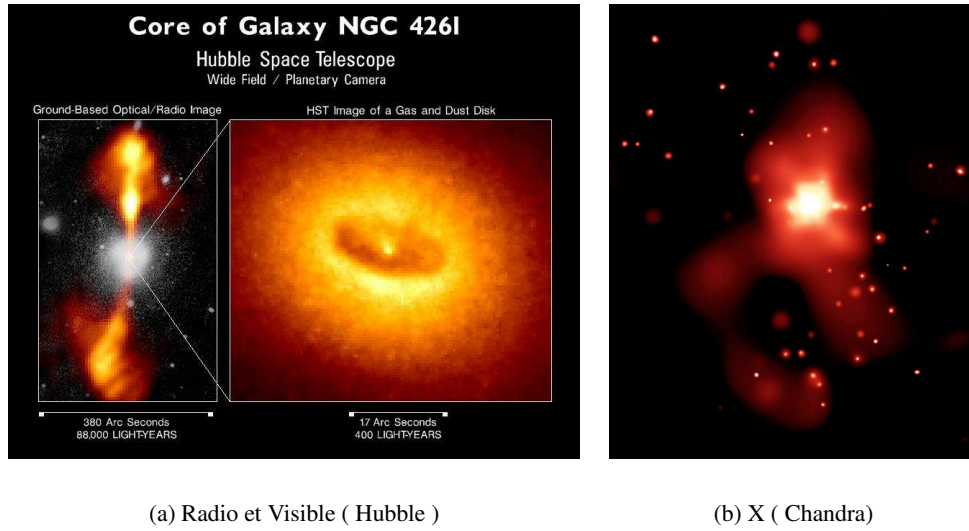 Core of Galaxy NGC 4261
Hubble Space Telescope
Wide Field / Planetary Camera
Ground-Based Optical/Radio Image
HST Image of a Gas and Dust Disk
380 Arc Seconds
88,000 LIGHT-YEARS
17 Arc Seconds
400 LIGHT-YEARS
(a) Radio et Visible ( Hubble )
(b) X ( Chandra)